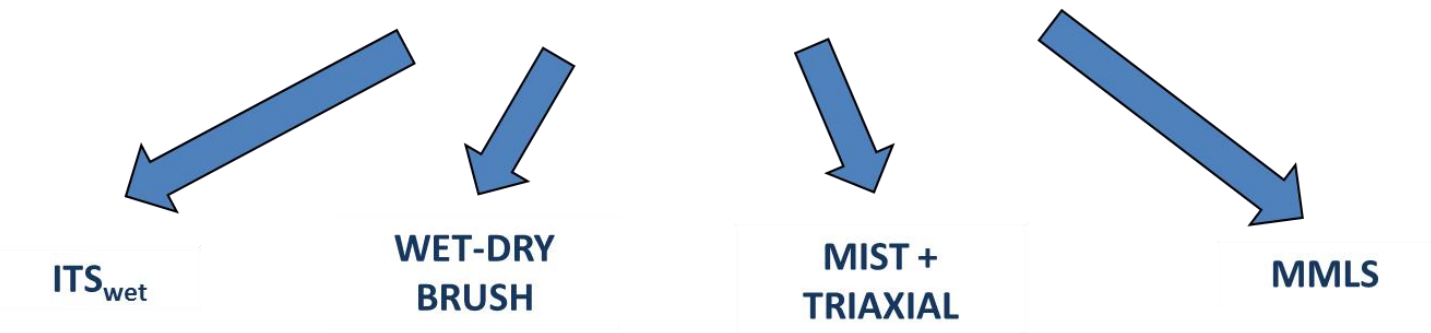 ITSwet
WET-DRY
BRUSH
MIST +
TRIAXIAL
MMLS